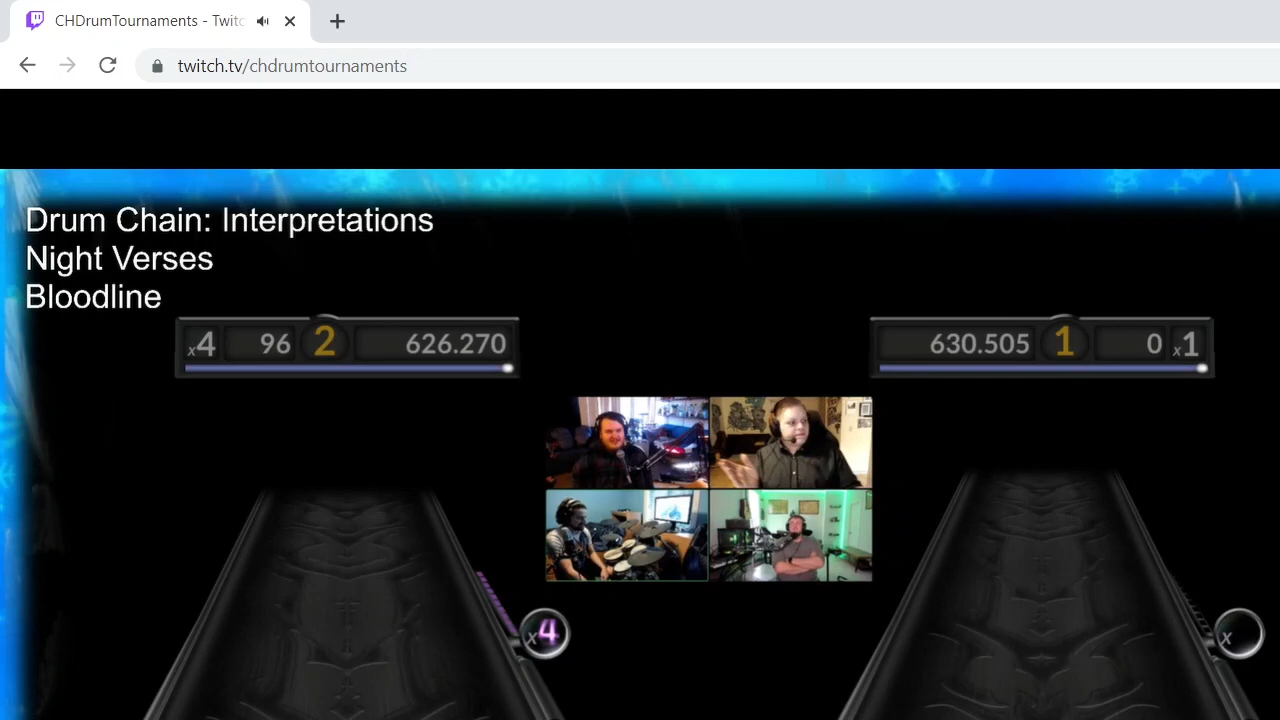 CHDrumTournaments - Twitc
twitch.tv/chdrumtournaments
Drum Chain: Interpretations
Night Verses
Bloodline
x4 96 2 626.270
630.505 1 0 x1
x4
x